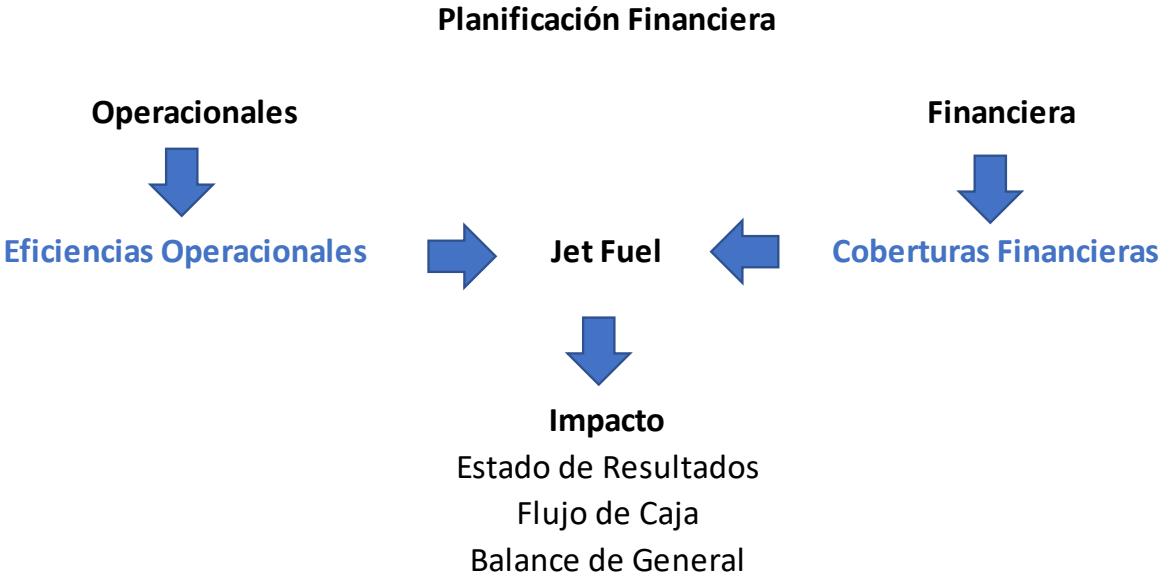 Planificación Financiera
Operacionales
Financiera
Eficiencias Operacionales
Jet Fuel
Coberturas Financieras
Impacto
Estado de Resultados
Flujo de Caja
Balance de General